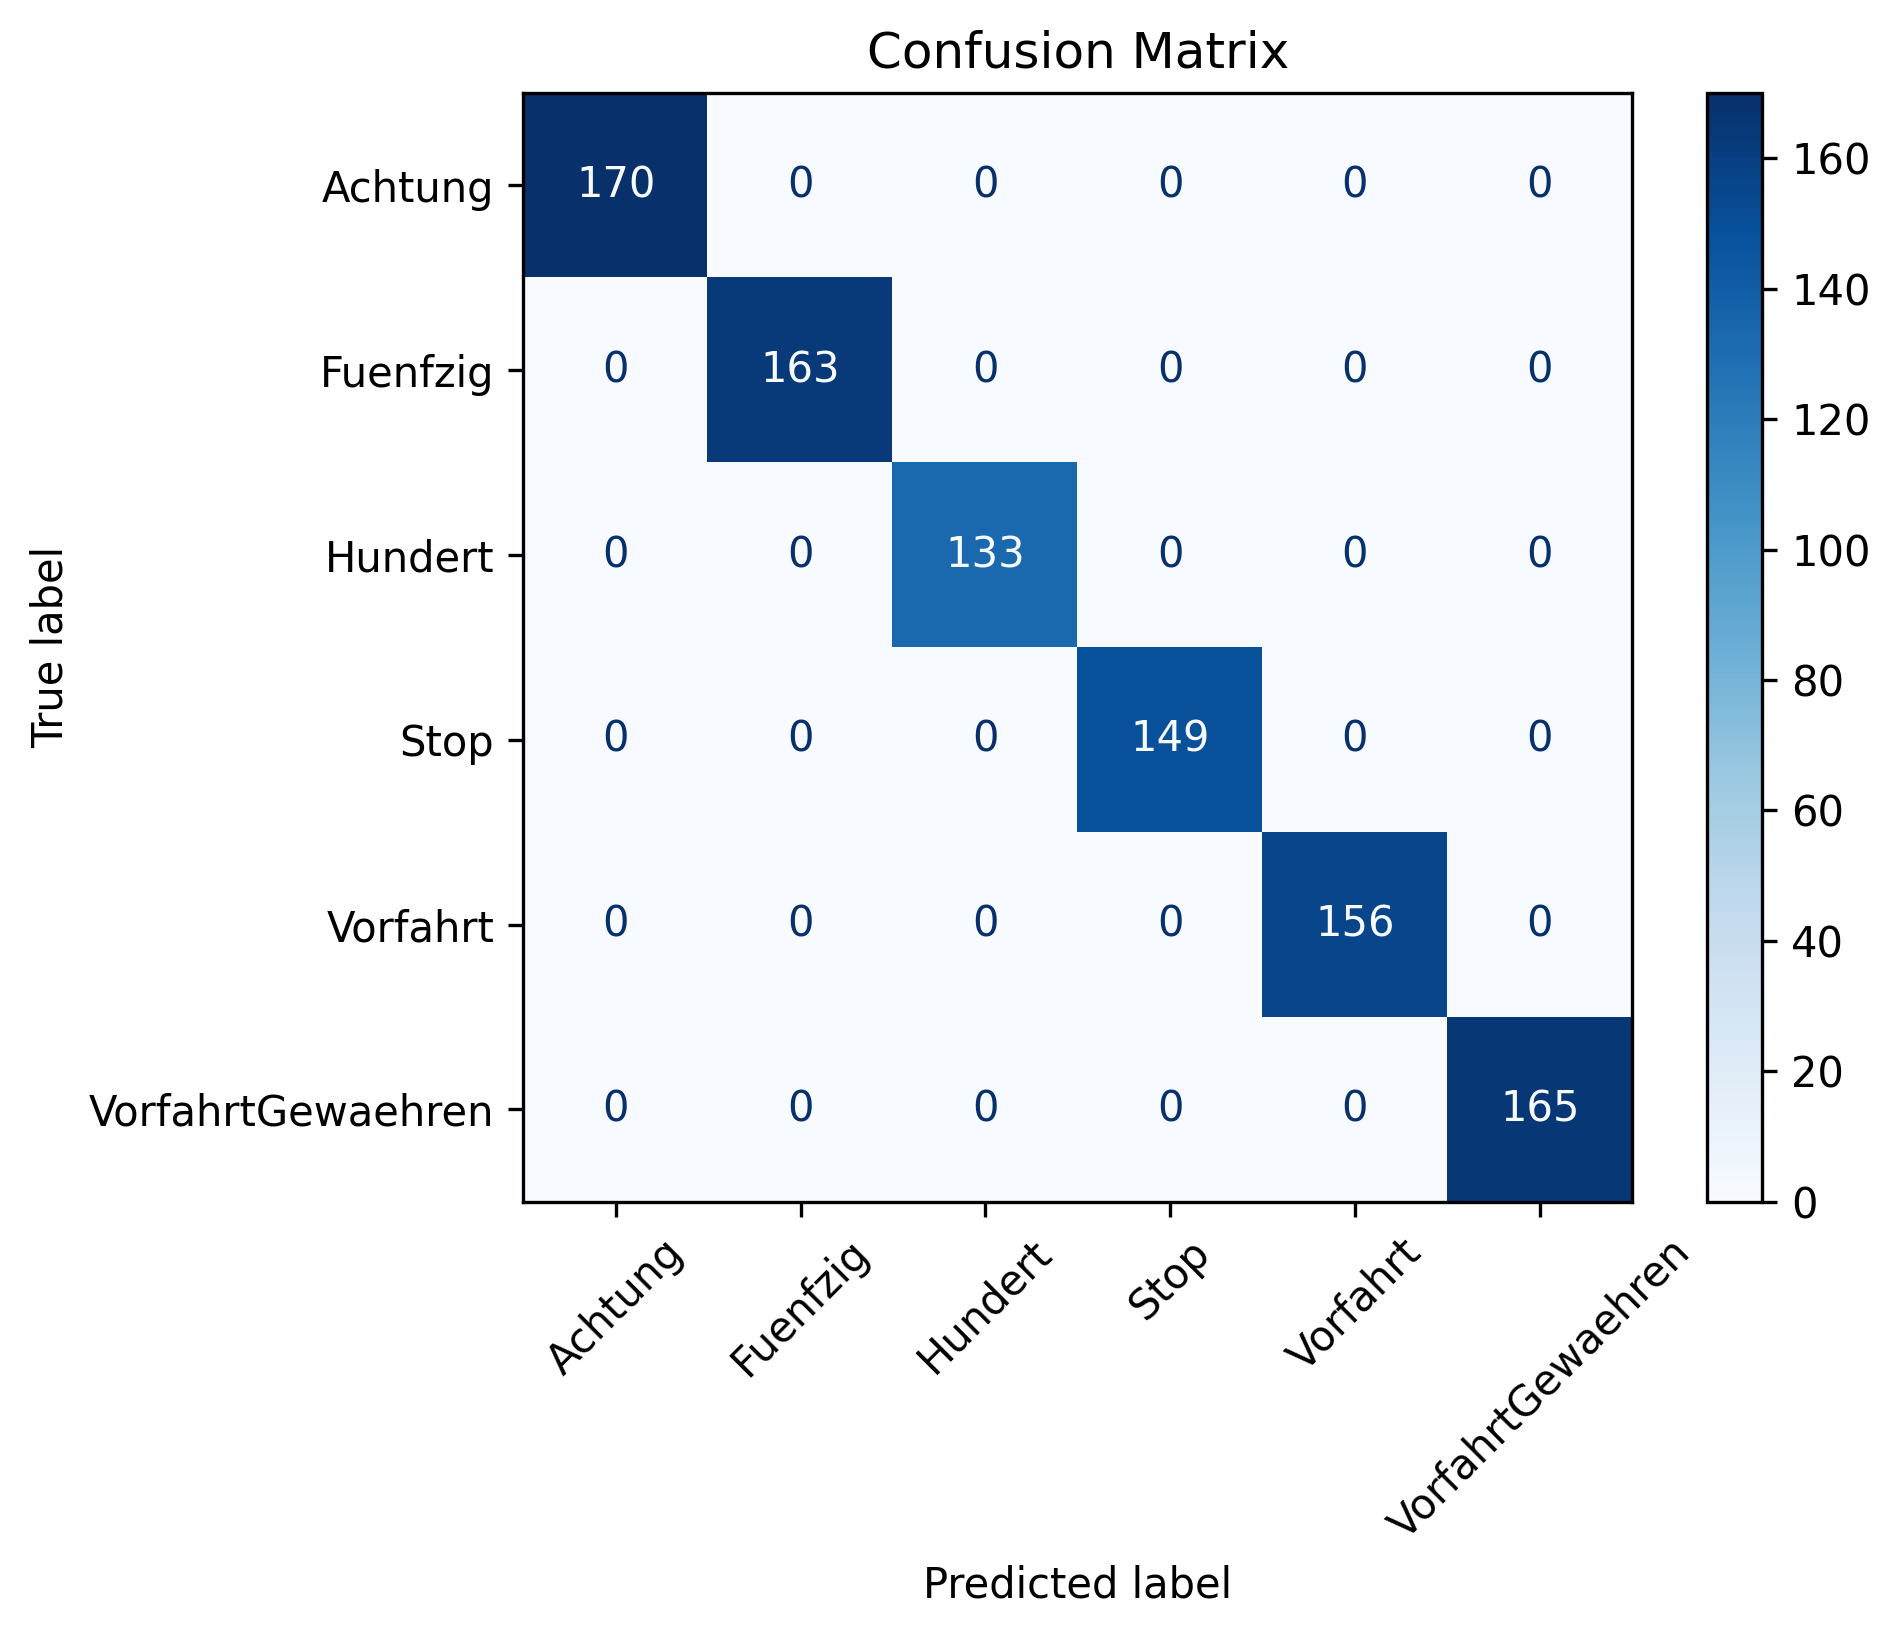 Confusion Matrix
Achtung 170 0 0 0 0 0
Fuenfzig 0 163 0 0 0 0
Hundert 0 0 133 0 0 0
Stop 0 0 0 149 0 0
Vorfahrt 0 0 0 0 156 0
VorfahrtGewaehren 0 0 0 0 0 165
True label
Achtung Fuenfzig Hundert Stop Vorfahrt VorfahrtGewaehren
Predicted label
160
140
120
100
80
60
40
20
0